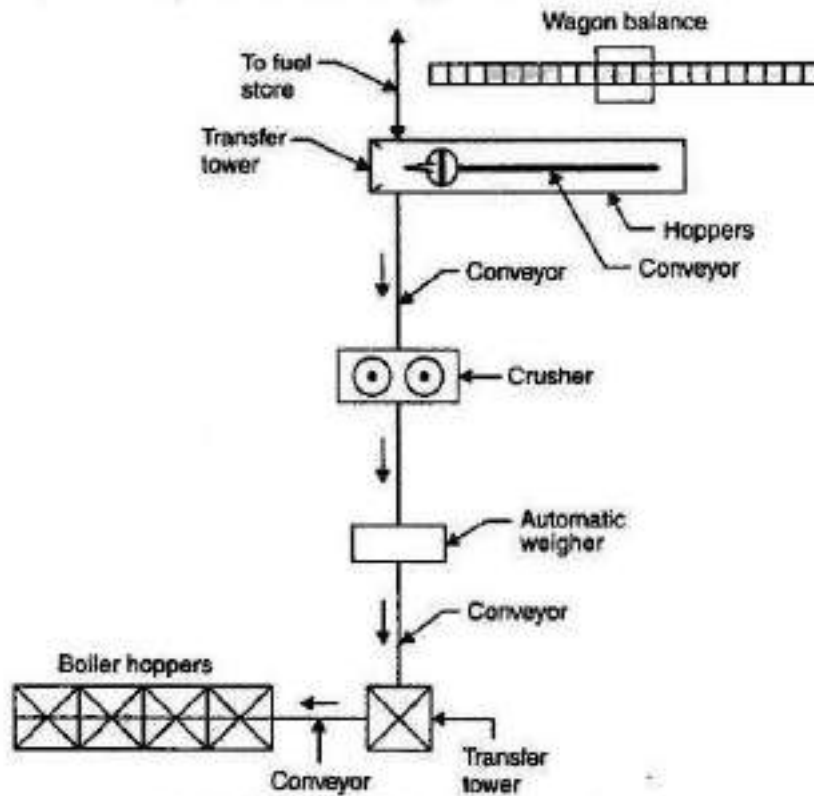 Wagon balance
To fuel
store
Transfer
tower
Hoppers
Conveyor
Conveyor
Crusher
Automatic
weigher
Conveyor
Boiler hoppers
Transfer
tower
Conveyor